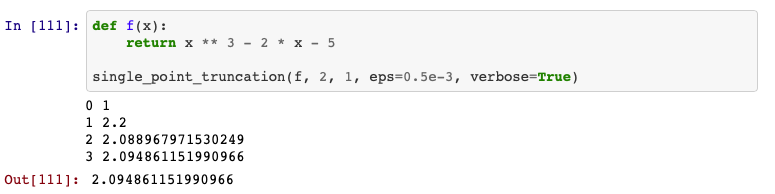 In [111]: def f(x):
    return x ** 3 - 2 * x - 5
single_point_truncation(f, 2, 1, eps=0.5e-3, verbose=True)
0 1
1 2.2
2 2.088967971530249
3 2.094861151990966
Out[111]: 2.094861151990966